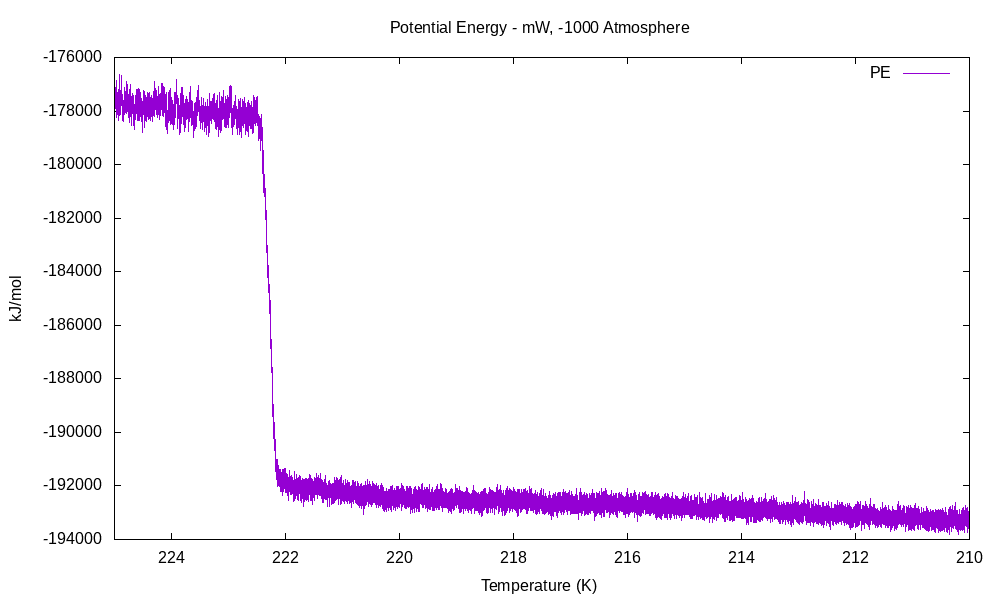 Potential Energy - mW, -1000 Atmosphere
PE
-176000
-178000
-180000
-182000
-184000
-186000
-188000
-190000
-192000
-194000
kJ/mol
224 222 220 218 216 214 212 210
Temperature (K)